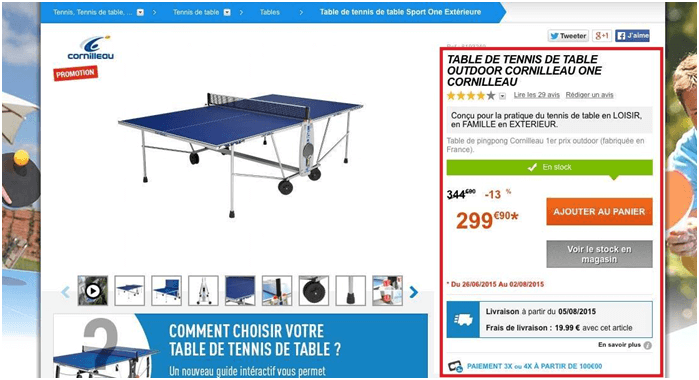 Tennis, Tennis de table, ...
Tennis de table
Tables
Table de tennis de table Sport One Extérieure
Tweeter
g+1
J'aime
cornilleau
PROMOTION
TABLE DE TENNIS DE TABLE
OUTDOOR CORNILLEAU ONE
CORNILLEAU
Lire les 29 avis
Rédiger un avis
Conçu pour la pratique du tennis de table en LOISIR,
en FAMILLE en EXTERIEUR.
Table de pingpong Cornilleau 1er prix outdoor (fabriquée en
France).
En stock
344€90 -13 %
299€90*
AJOUTER AU PANIER
Voir le stock en
magasin
* Du 26/06/2015 Au 02/08/2015
Livraison à partir du 05/08/2015
Frais de livraison : 19.99 € avec cet article
En savoir plus
PAIEMENT 3X ou 4X À PARTIR DE 100€00
?
COMMENT CHOISIR VOTRE
TABLE DE TENNIS DE TABLE ?
Un nouveau guide intéractif vous permet